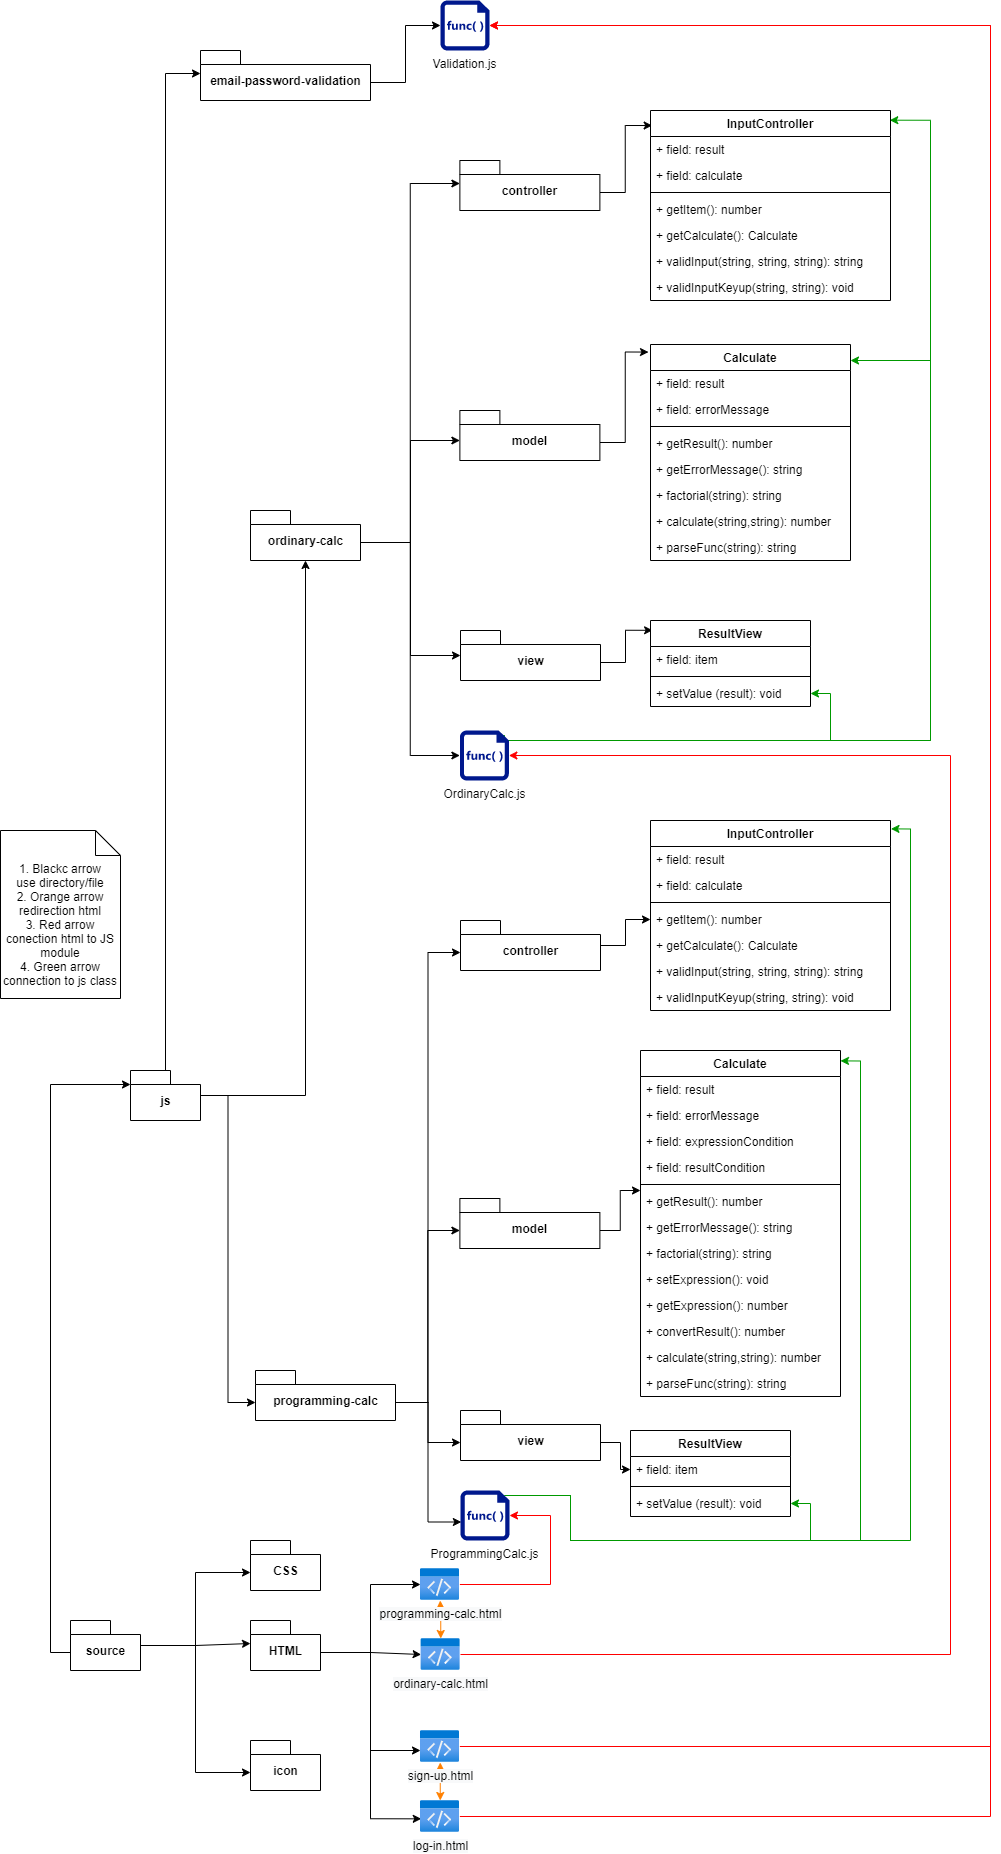 func( )
Validation.js
email-password-validation
InputController
+ field: result
+ field: calculate
+ getItem(): number
+ getCalculate(): Calculate
+ validInput(string, string, string): string
+ validInputKeyup(string, string): void
controller
Calculate
+ field: result
+ field: errorMessage
+ getResult(): number
+ getErrorMessage(): string
+ factorial(string): string
+ calculate(string,string): number
+ parseFunc(string): string
model
ordinary-calc
ResultView
+ field: item
+ setValue (result): void
view
func( )
OrdinaryCalc.js
1. Blackc arrow
use directory/file
2. Orange arrow
redirection html
3. Red arrow
conection html to JS
module
4. Green arrow
connection to js class
InputController
+ field: result
+ field: calculate
+ getItem(): number
+ getCalculate(): Calculate
+ validInput(string, string, string): string
+ validInputKeyup(string, string): void
controller
js
Calculate
+ field: result
+ field: errorMessage
+ field: expressionCondition
+ field: resultCondition
+ getResult(): number
+ getErrorMessage(): string
+ factorial(string): string
+ setExpression(): void
+ getExpression(): number
+ convertResult(): number
+ calculate(string,string): number
+ parseFunc(string): string
model
programming-calc
view
ResultView
+ field: item
+ setValue (result): void
func( )
ProgrammingCalc.js
CSS
programming-calc.html
source
HTML
ordinary-calc.html
icon
sign-up.html
log-in.html